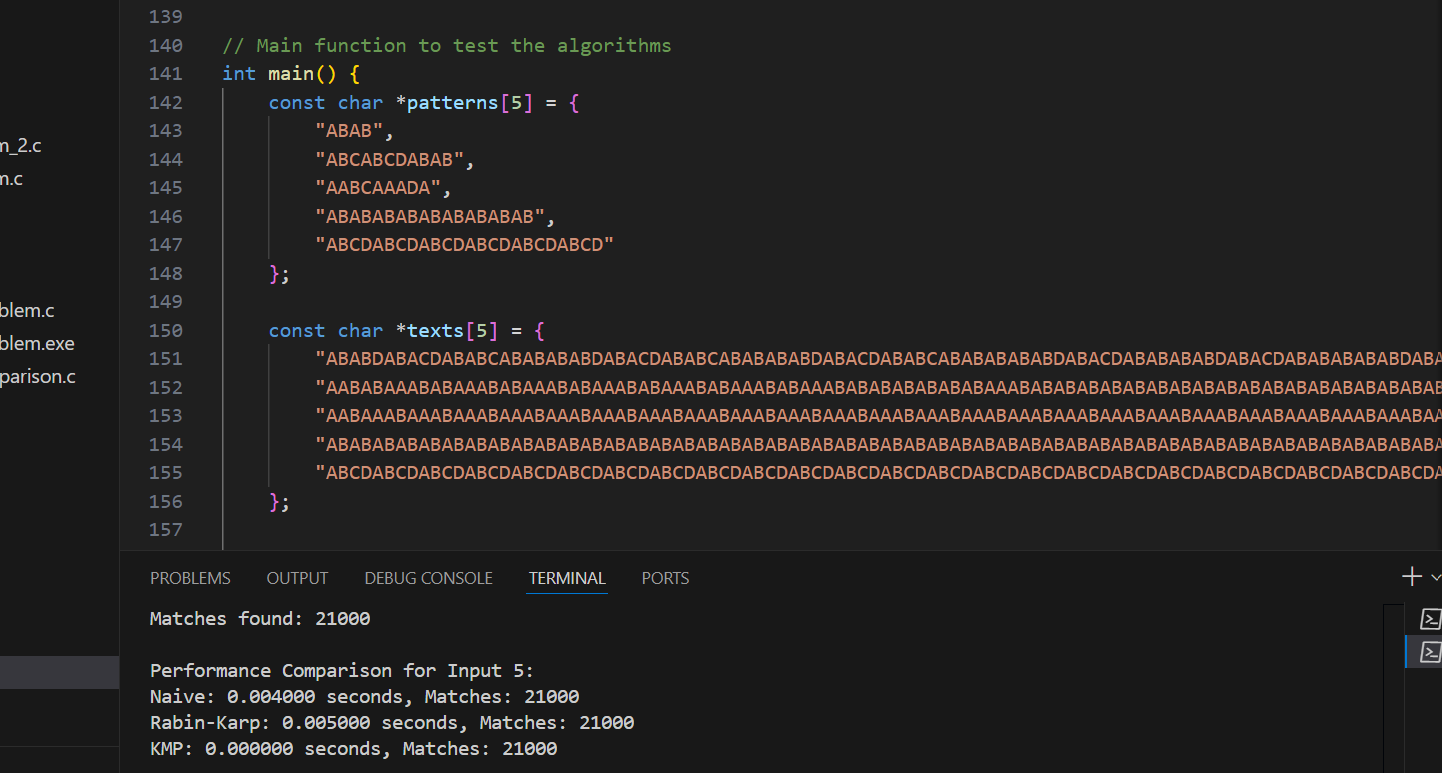 139
140 // Main function to test the algorithms
141 int main() {
142 const char *patterns[5] = {
143 "ABAB",
m_2.c
144 "ABCABCDABAB",
m.c
145 "AABCAAADA",
146 "ABABABABABABABABAB",
147 "ABCDABCDABCDABCDABCDABCD"
148 };
149
blem.c
150 const char *texts[5] = {
blem.exe
151 "ABABDABACDABABCABABABABDABACDABABCABABABABDABACDABABCABABABABABDABACDABABABABDABACDABABABABABDABA
parison.c
152
153 "AABAAABAAABAAABAAABAAABAAABAAABAAABAAABAAABAAABAAABAAABAAABAAABAAABAAABAAABAAABAAABAAABAAABAAABAA
154 "ABABABABABABABABABABABABABABABABABABABABABABABABABABABABABABABABABABABABABABABABABABABABABABABABA
155 "ABCDABCDABCDABCDABCDABCDABCDABCDABCDABCDABCDABCDABCDABCDABCDABCDABCDABCDABCDABCDABCDABCDABCDABCDA
156 };
157
PROBLEMS OUTPUT DEBUG CONSOLE TERMINAL PORTS
Matches found: 21000
Performance Comparison for Input 5:
Naive: 0.004000 seconds, Matches: 21000
Rabin-Karp: 0.005000 seconds, Matches: 21000
KMP: 0.000000 seconds, Matches: 21000